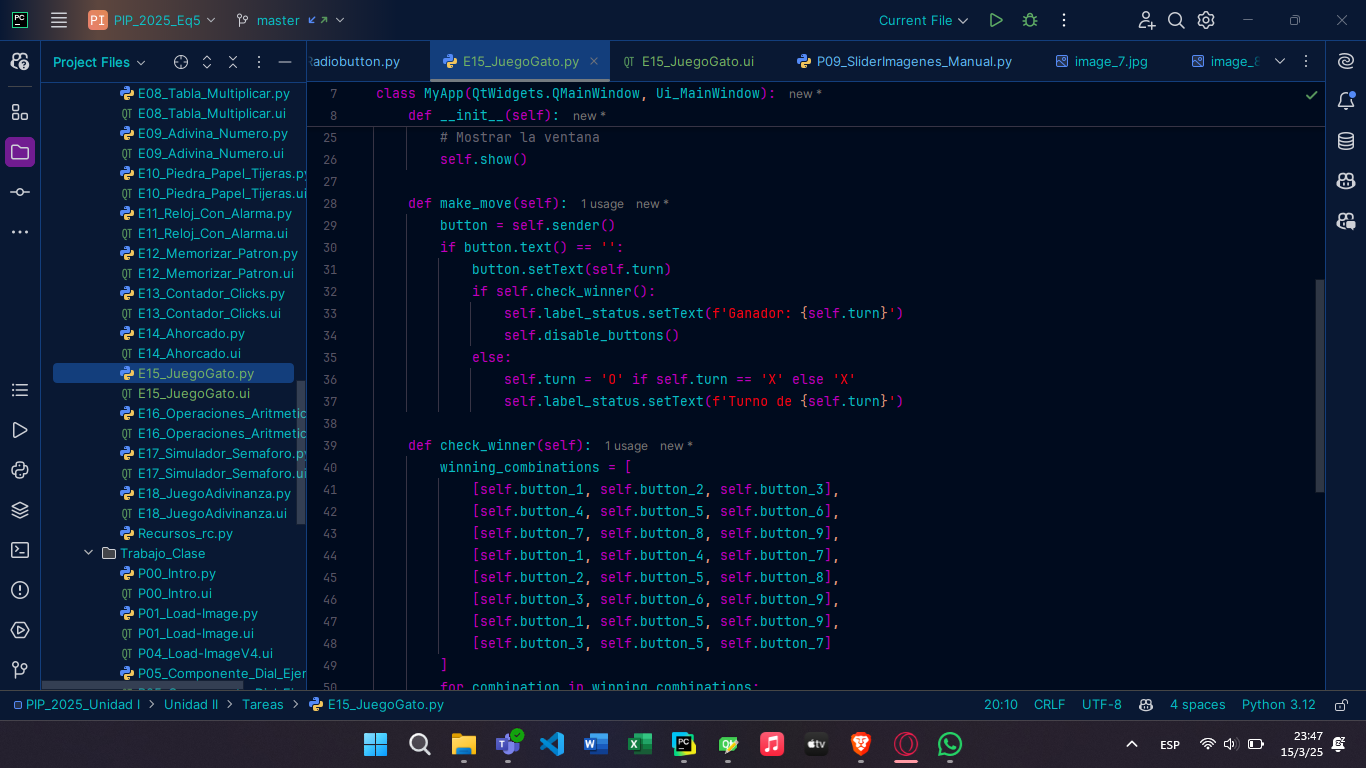 PC
PI PIP_2025_Eq5 master Current File
Project Files
Radiobutton.py E15_JuegoGato.py × E15_JuegoGato.ui P09_SliderImagenes_Manual.py image_7.jpg image_8
E08_Tabla_Multiplicar.py
E08_Tabla_Multiplicar.ui
E09_Adivina_Numero.py
E09_Adivina_Numero.ui
E10_Piedra_Papel_Tijeras.py
E10_Piedra_Papel_Tijeras.ui
E11_Reloj_Con_Alarma.py
E11_Reloj_Con_Alarma.ui
E12_Memorizar_Patron.py
E12_Memorizar_Patron.ui
E13_Contador_Clicks.py
E13_Contador_Clicks.ui
E14_Ahorcado.py
E14_Ahorcado.ui
E15_JuegoGato.py
E15_JuegoGato.ui
E16_Operaciones_Aritmetic
E16_Operaciones_Aritmetic
E17_Simulador_Semaforo.py
E17_Simulador_Semaforo.ui
E18_JuegoAdivinanza.py
E18_JuegoAdivinanza.ui
Recursos_rc.py
Trabajo_Clase
P00_Intro.py
P00_Intro.ui
P01_Load-Image.py
P01_Load-Image.ui
P04_Load-ImageV4.ui
P05_Componente_Dial_Ejer
7 class MyApp(QtWidgets.QMainWindow, Ui_MainWindow): new *
8 def __init__(self): new *
25 # Mostrar la ventana
26 self.show()
27
28 def make_move(self): 1 usage new *
29 button = self.sender()
30 if button.text() == '':
31 button.setText(self.turn)
32 if self.check_winner():
33 self.label_status.setText(f'Ganador: {self.turn}')
34 self.disable_buttons()
35 else:
36 self.turn = 'O' if self.turn == 'X' else 'X'
37 self.label_status.setText(f'Turno de {self.turn}')
38
39 def check_winner(self): 1 usage new *
40 winning_combinations = [
41 [self.button_1, self.button_2, self.button_3],
42 [self.button_4, self.button_5, self.button_6],
43 [self.button_7, self.button_8, self.button_9],
44 [self.button_1, self.button_4, self.button_7],
45 [self.button_2, self.button_5, self.button_8],
46 [self.button_3, self.button_6, self.button_9],
47 [self.button_1, self.button_5, self.button_9],
48 [self.button_3, self.button_5, self.button_7]
49 ]
50 for combination in winning_combinations:
PIP_2025_Unidad I > Unidad II > Tareas > E15_JuegoGato.py 20:10 CRLF UTF-8 4 spaces Python 3.12
ESP 23:47
15/3/25